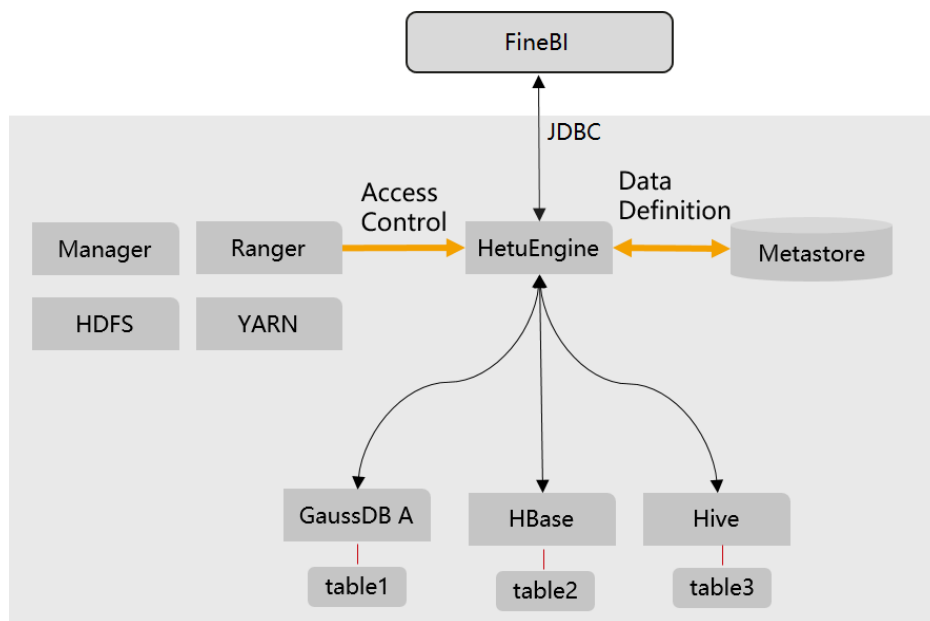 FineBI
JDBC
Access
Control
Data
Definition
Manager
Ranger
HetuEngine
Metastore
HDFS
YARN
GaussDB A
HBase
Hive
table1
table2
table3